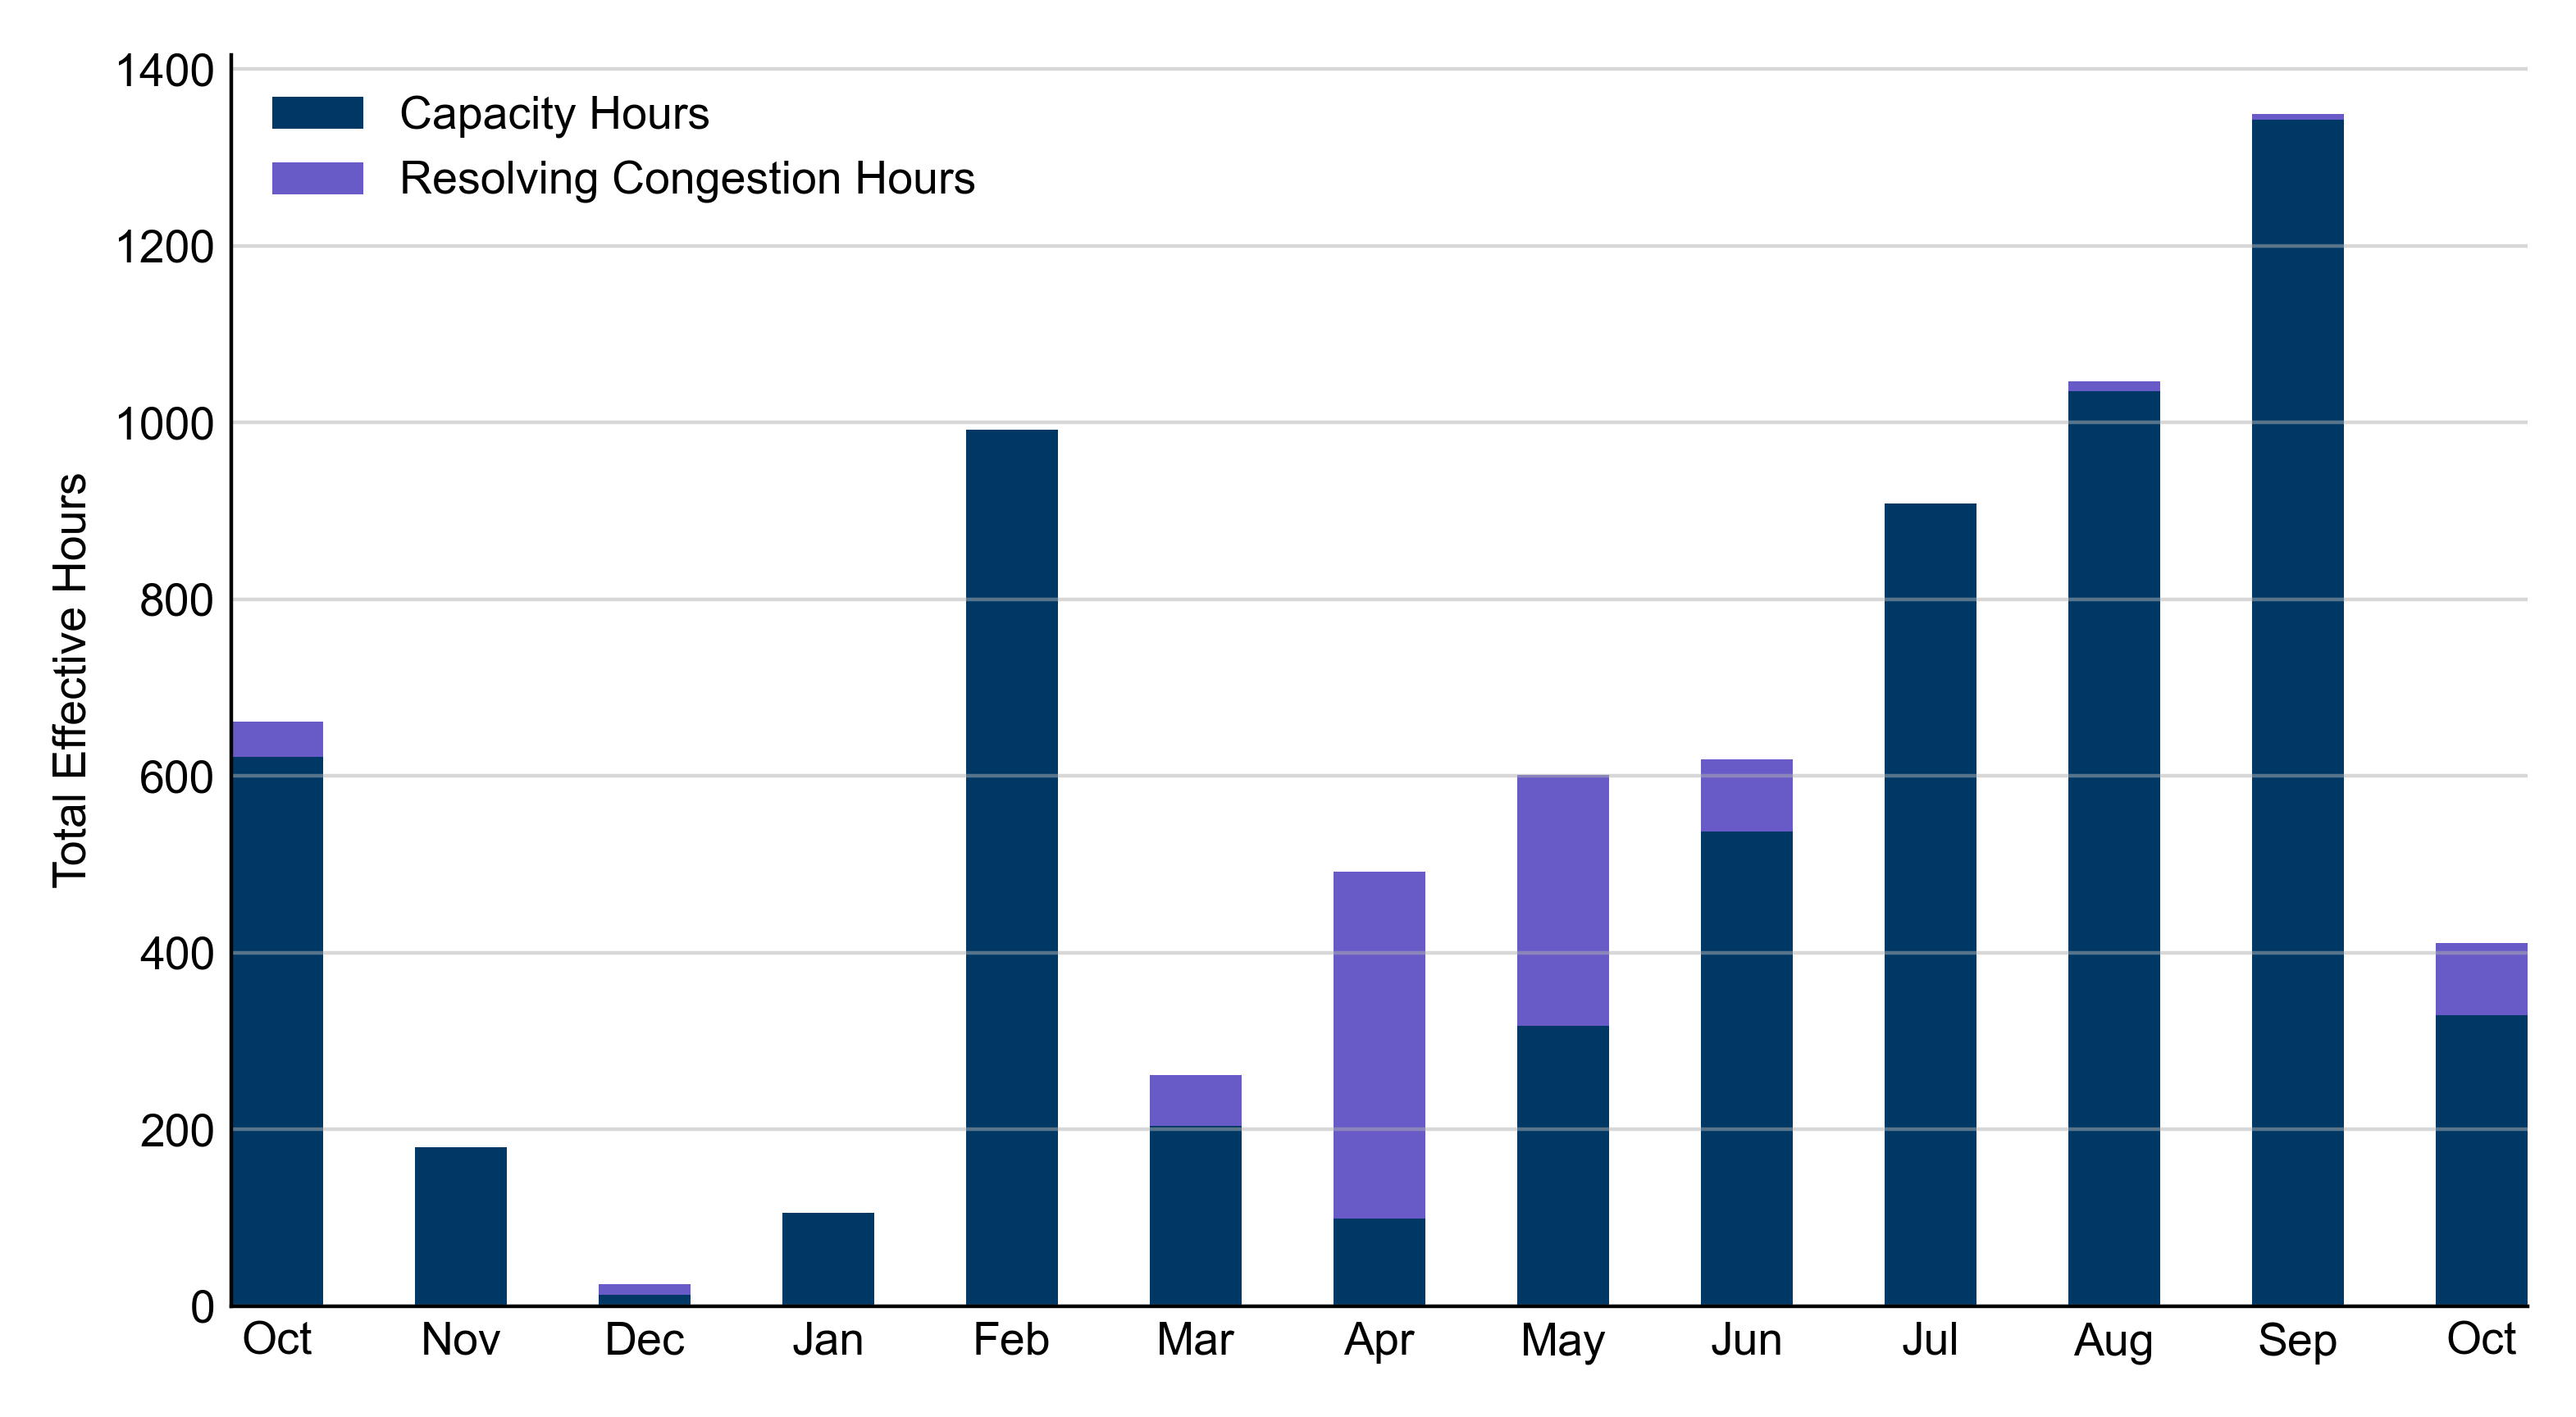 Capacity Hours
Resolving Congestion Hours
Total Effective Hours
1400
1200
1000
800
600
400
200
0
Oct Nov Dec Jan Feb Mar Apr May Jun Jul Aug Sep Oct